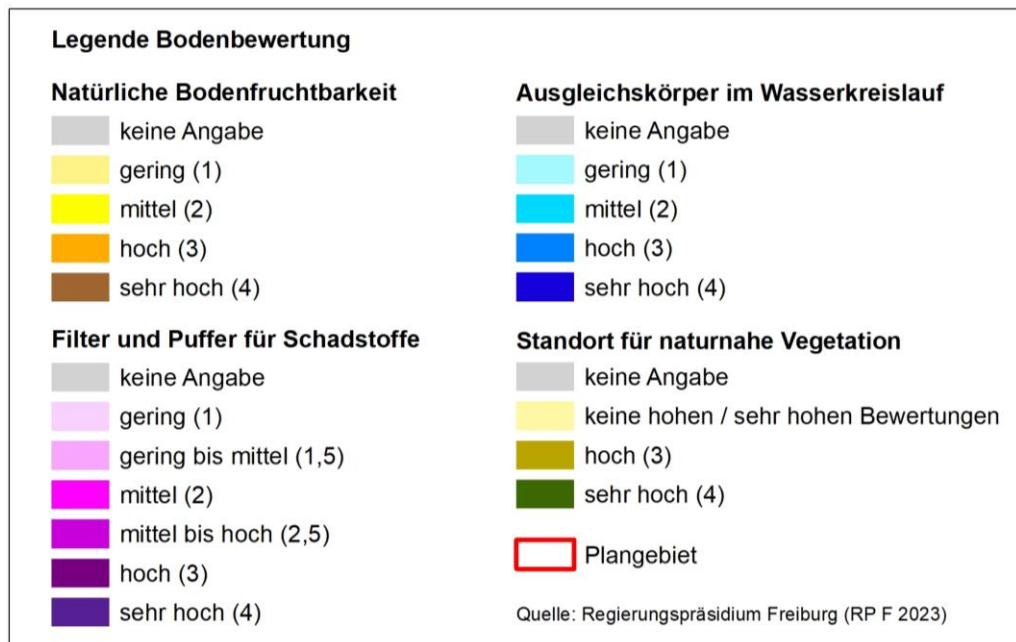 Legende Bodenbewertung
Natürliche Bodenfruchtbarkeit
keine Angabe
gering (1)
mittel (2)
hoch (3)
sehr hoch (4)
Filter und Puffer für Schadstoffe
keine Angabe
gering (1)
gering bis mittel (1,5)
mittel (2)
mittel bis hoch (2,5)
hoch (3)
sehr hoch (4)
Ausgleichskörper im Wasserkreislauf
keine Angabe
gering (1)
mittel (2)
hoch (3)
sehr hoch (4)
Standort für naturnahe Vegetation
keine Angabe
keine hohen / sehr hohen Bewertungen
hoch (3)
sehr hoch (4)
Plangebiet
Quelle: Regierungspräsidium Freiburg (RP F 2023)